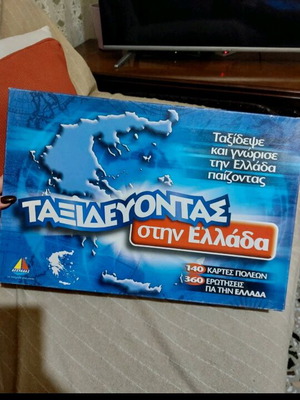 Ταξίδεψε
και γνώρισε
την Ελλάδα
παίζοντας
ΤΑΞΙΔΕΥΟΝΤΑΣ
στην Ελλάδα
140 ΚΑΡΤΕΣ ΠΟΛΕΩΝ
360 ΕΡΩΤΗΣΕΙΣ
ΓΙΑ ΤΗΝ ΕΛΛΑΔΑ